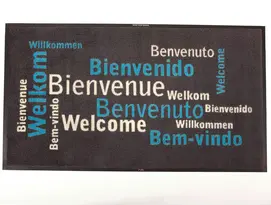 Willkommen
Benvenuto
Bienvenido
Welcome
Bienvenue
Welkom
Bienvenue
Welkom
Benvenuto
Bienvenido
Bem-vindo
Welcome
Willkommen
Bem-vindo